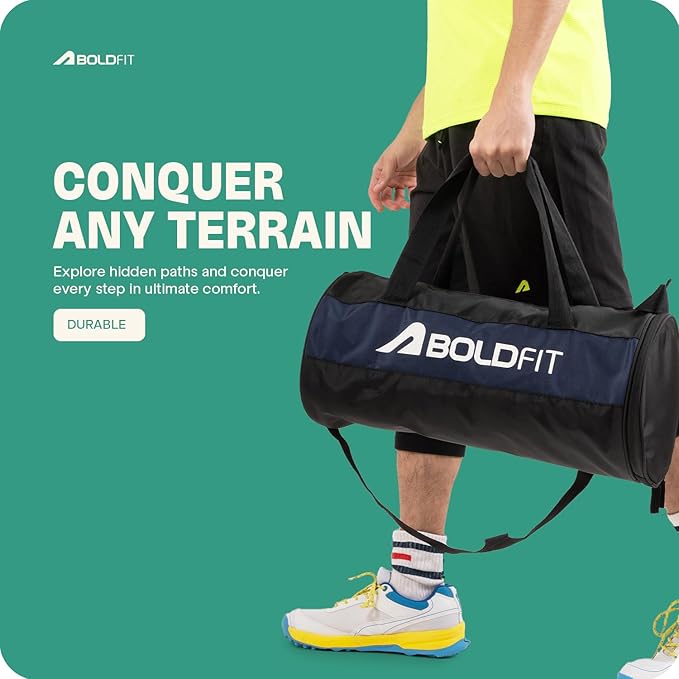 BOLDFIT
CONQUER
ANY TERRAIN
Explore hidden paths and conquer
every step in ultimate comfort.
DURABLE
BOLDFIT